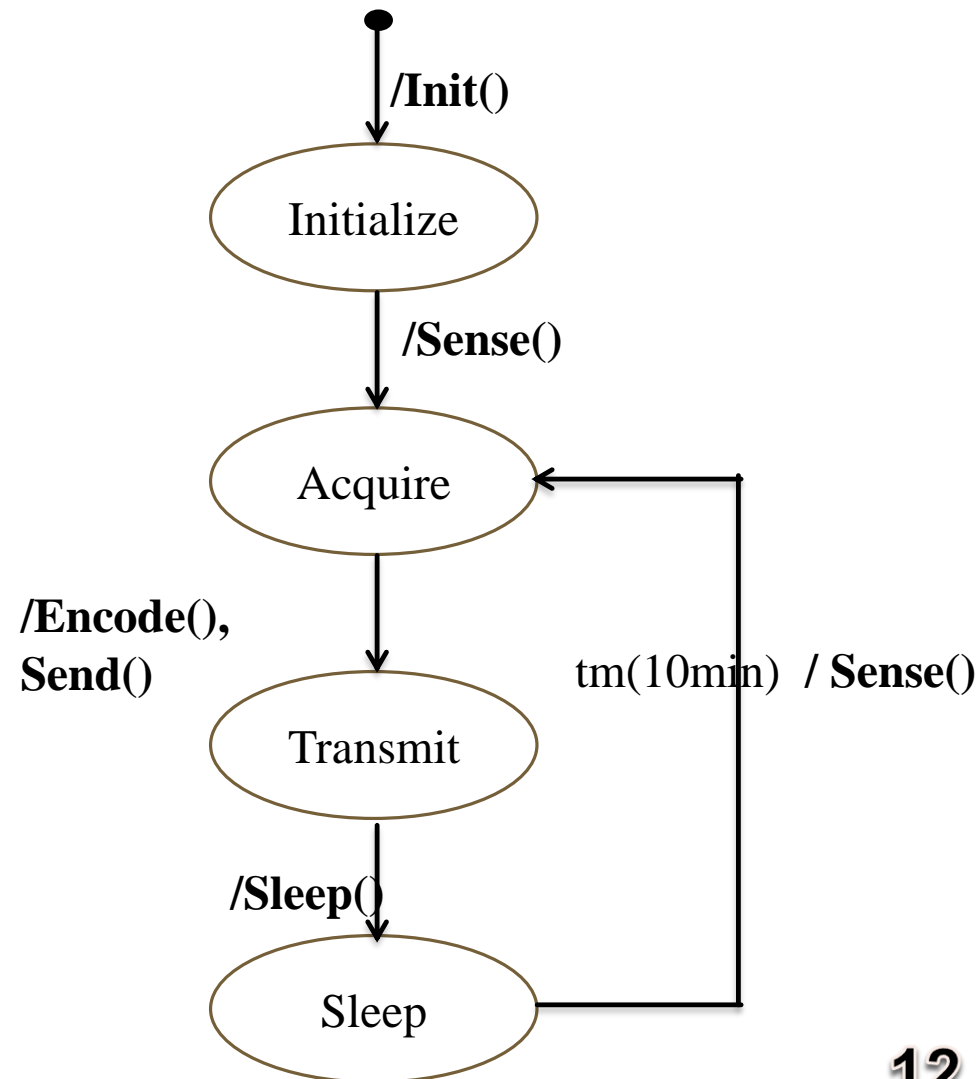 /Init()
Initialize
/Sense()
Acquire
/Encode(),
Send()
tm(10min) / Sense()
Transmit
/Sleep()
Sleep
12